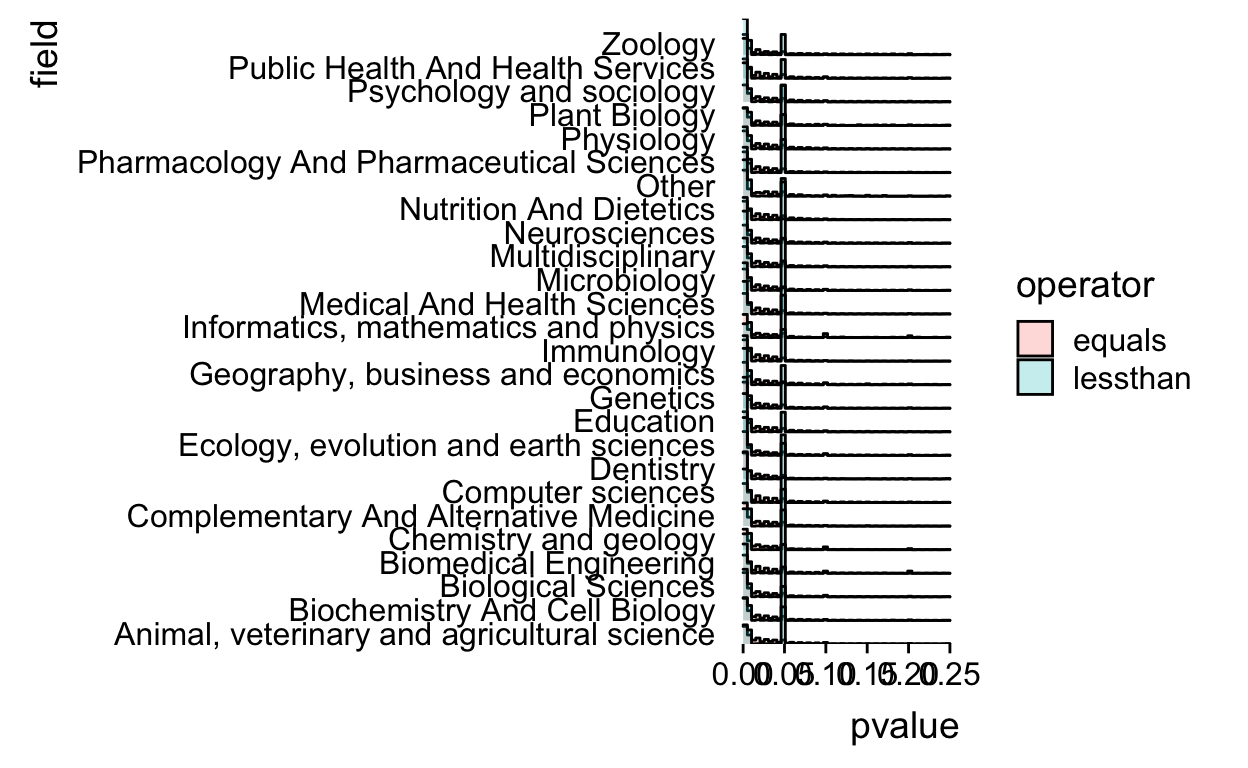 field
Zoology
Public Health And Health Services
Psychology and sociology
Plant Biology
Physiology
Pharmacology And Pharmaceutical Sciences
Other
Nutrition And Dietetics
Neurosciences
Multidisciplinary
Microbiology
Medical And Health Sciences
Informatics, mathematics and physics
Immunology
Geography, business and economics
Genetics
Education
Ecology, evolution and earth sciences
Dentistry
Computer sciences
Complementary And Alternative Medicine
Chemistry and geology
Biomedical Engineering
Biological Sciences
Biochemistry And Cell Biology
Animal, veterinary and agricultural science
0.00 0.05 0.10 0.15 0.20 0.25
pvalue
operator
equals
lessthan